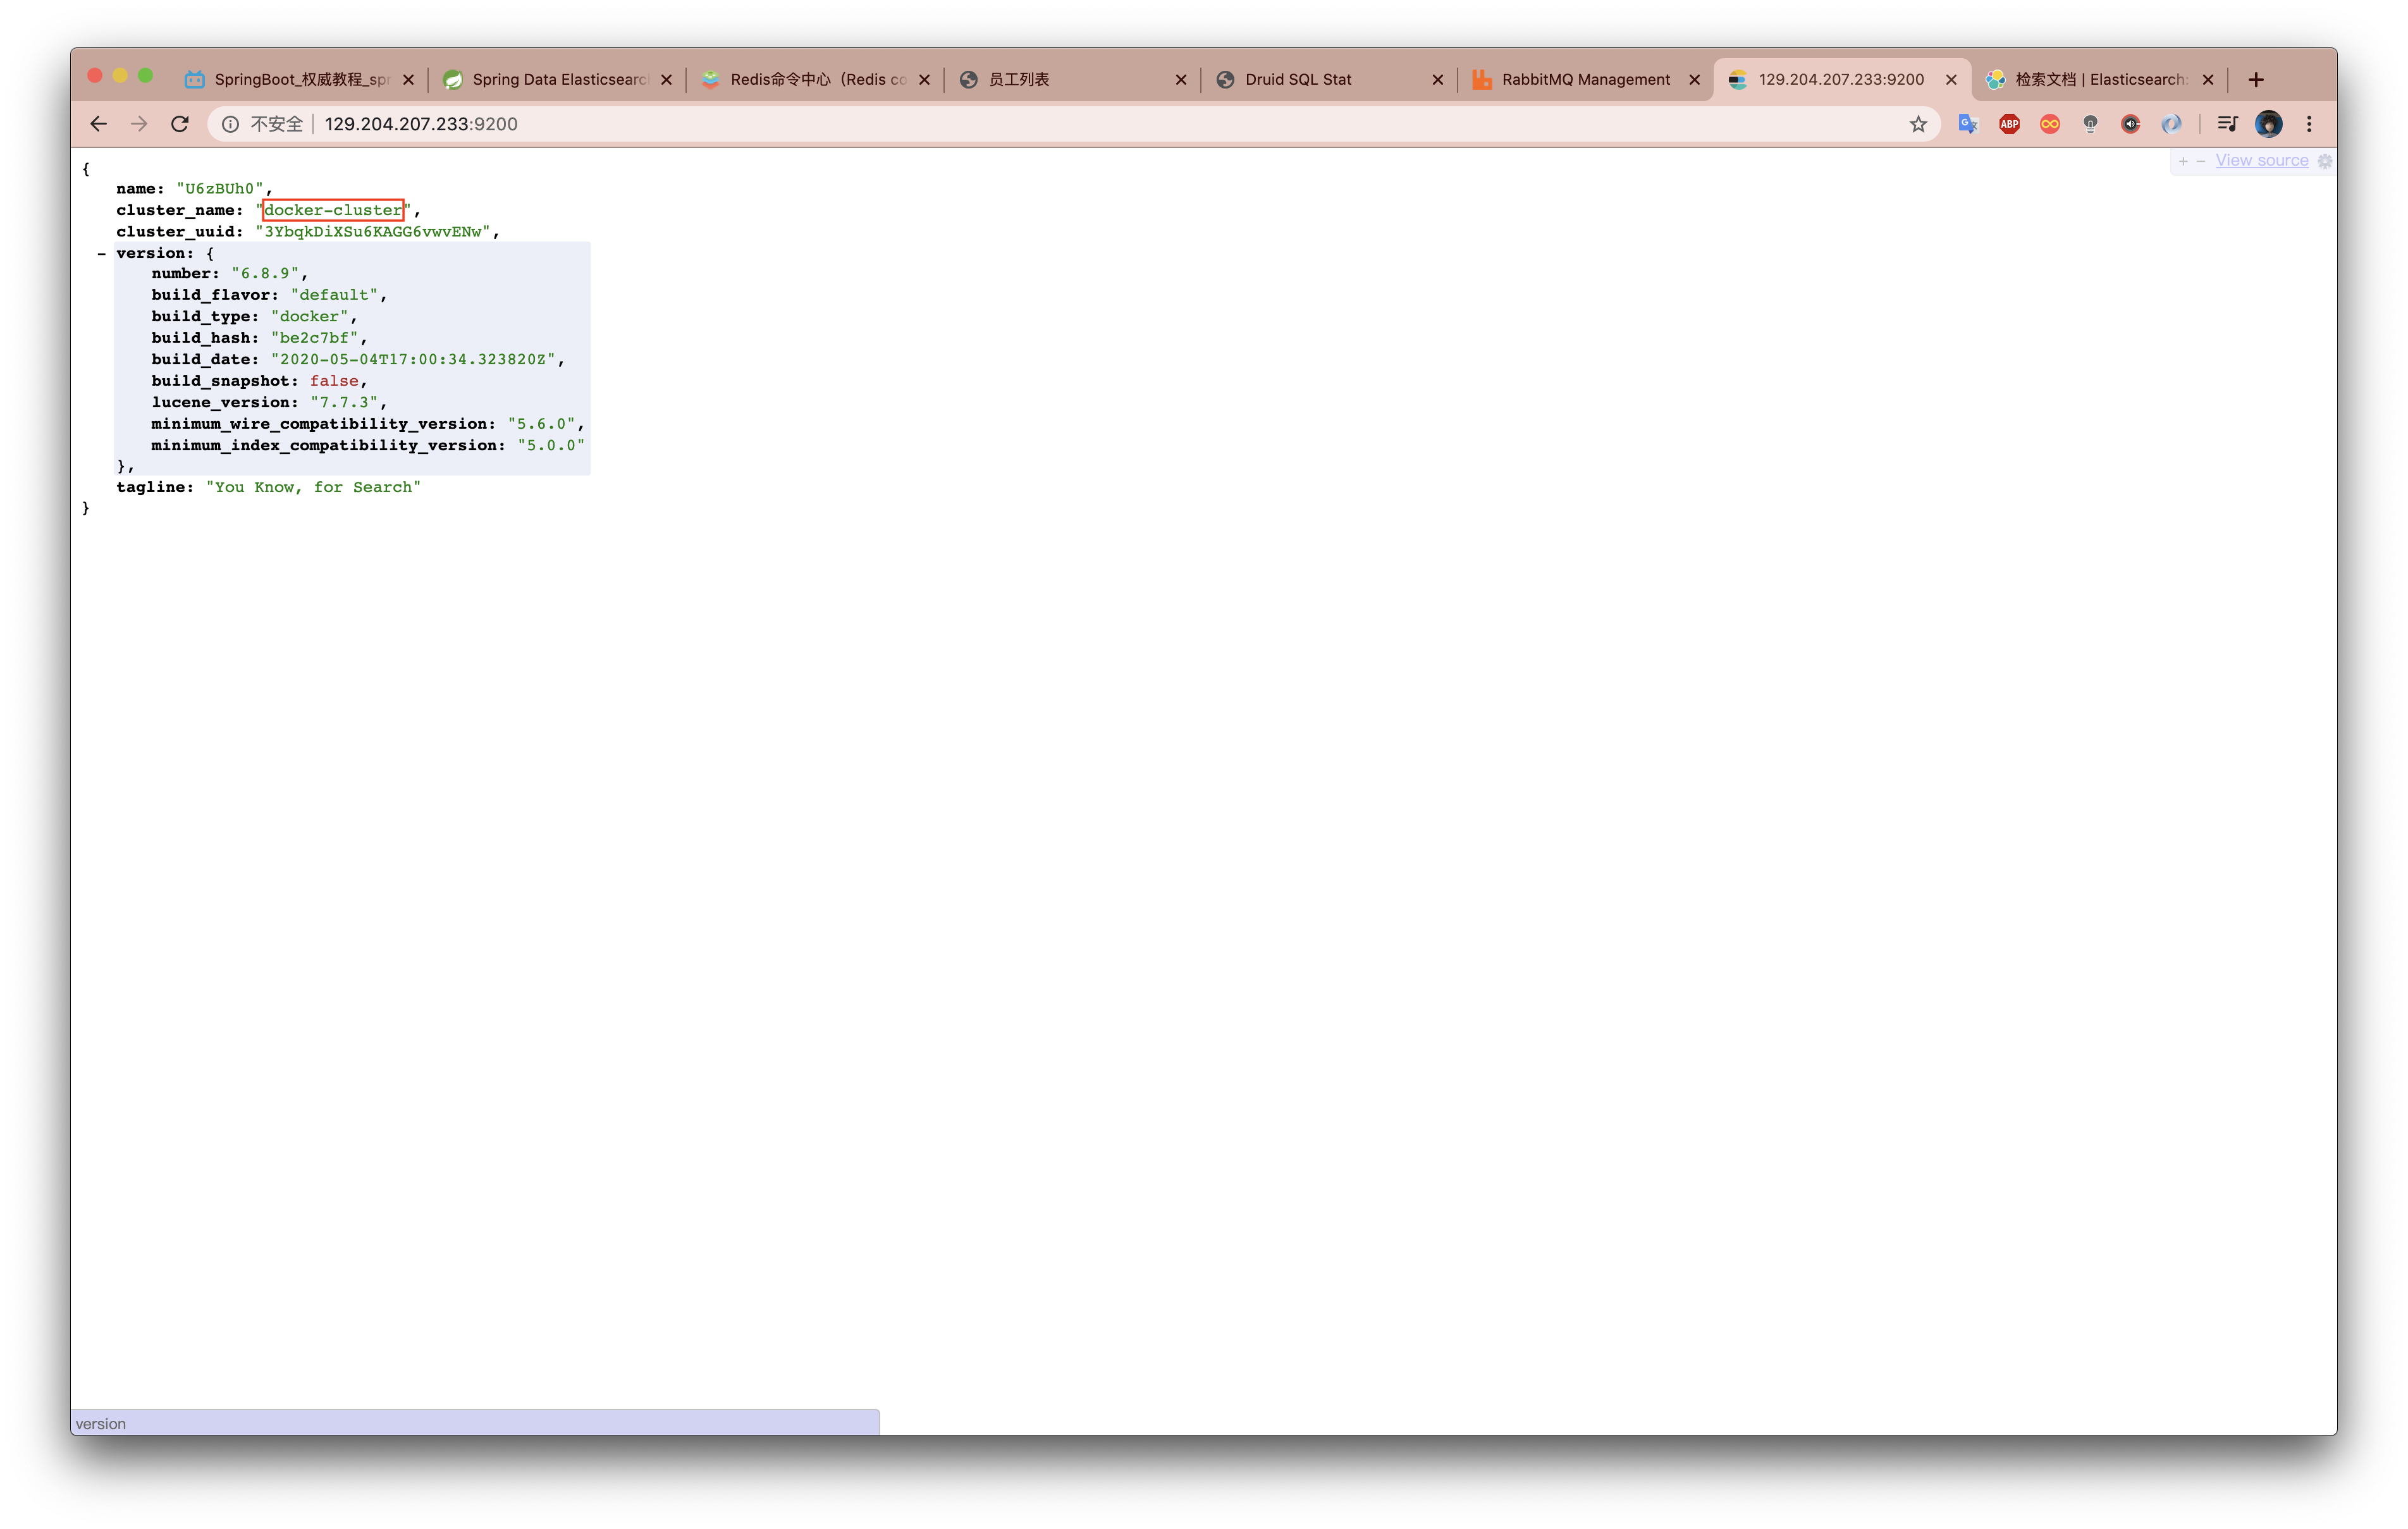 SpringBoot_权威教程_spr
Spring Data Elasticsearc
Redis命令中心（Redis co
员工列表
Druid SQL Stat
RabbitMQ Management
129.204.207.233:9200
检索文档 | Elasticsearch:
不安全 | 129.204.207.233:9200
ABP
+ − View source
{
name: "U6zBUh0",
cluster_name: "docker-cluster",
cluster_uuid: "3YbqkDiXSu6KAGG6vwvENw",
− version: {
number: "6.8.9",
build_flavor: "default",
build_type: "docker",
build_hash: "be2c7bf",
build_date: "2020-05-04T17:00:34.323820Z",
build_snapshot: false,
lucene_version: "7.7.3",
minimum_wire_compatibility_version: "5.6.0",
minimum_index_compatibility_version: "5.0.0"
},
tagline: "You Know, for Search"
}
version